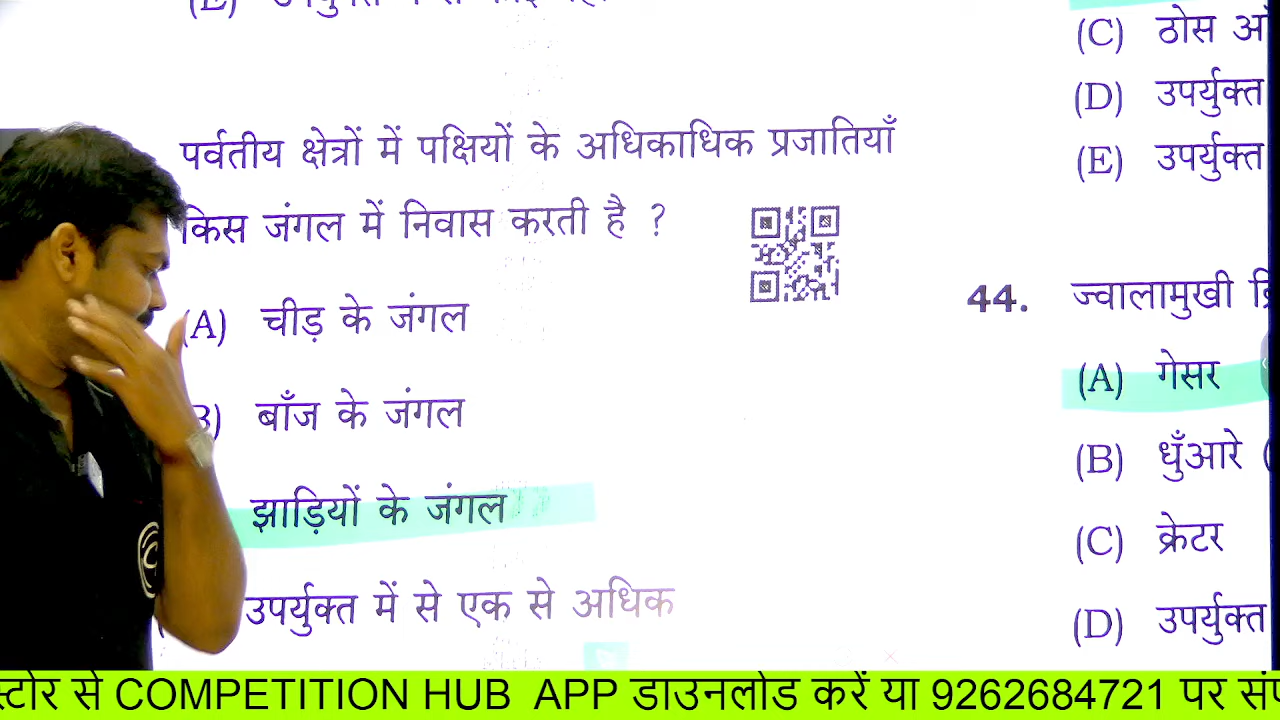 (E)
पर्वतीय क्षेत्रों में पक्षियों के अधिकाधिक प्रजातियाँ
किस जंगल में निवास करती है ?
(A) चीड़ के जंगल
बाँज के जंगल
झाड़ियों के जंगल
उपर्युक्त में से एक से अधिक
(C) ठोस
(D) उपर्युक्त
(E) उपर्युक्त
44. ज्वालामुखी
(A) गेसर
(B) धुँआरे
(C) क्रेटर
(D) उपर्युक्त
से COMPETITION HUB APP डाउनलोड करें या 9262684721 पर